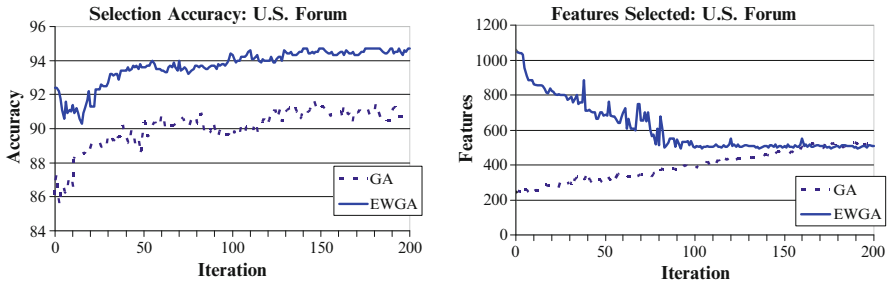 Selection Accuracy: U.S. Forum
96
94
92
90
88
86
84
Accuracy
0
50
100
150
200
Iteration
GA
EWGA
Features Selected: U.S. Forum
1200
1000
800
600
400
200
0
Features
0
50
100
150
200
Iteration
GA
EWGA